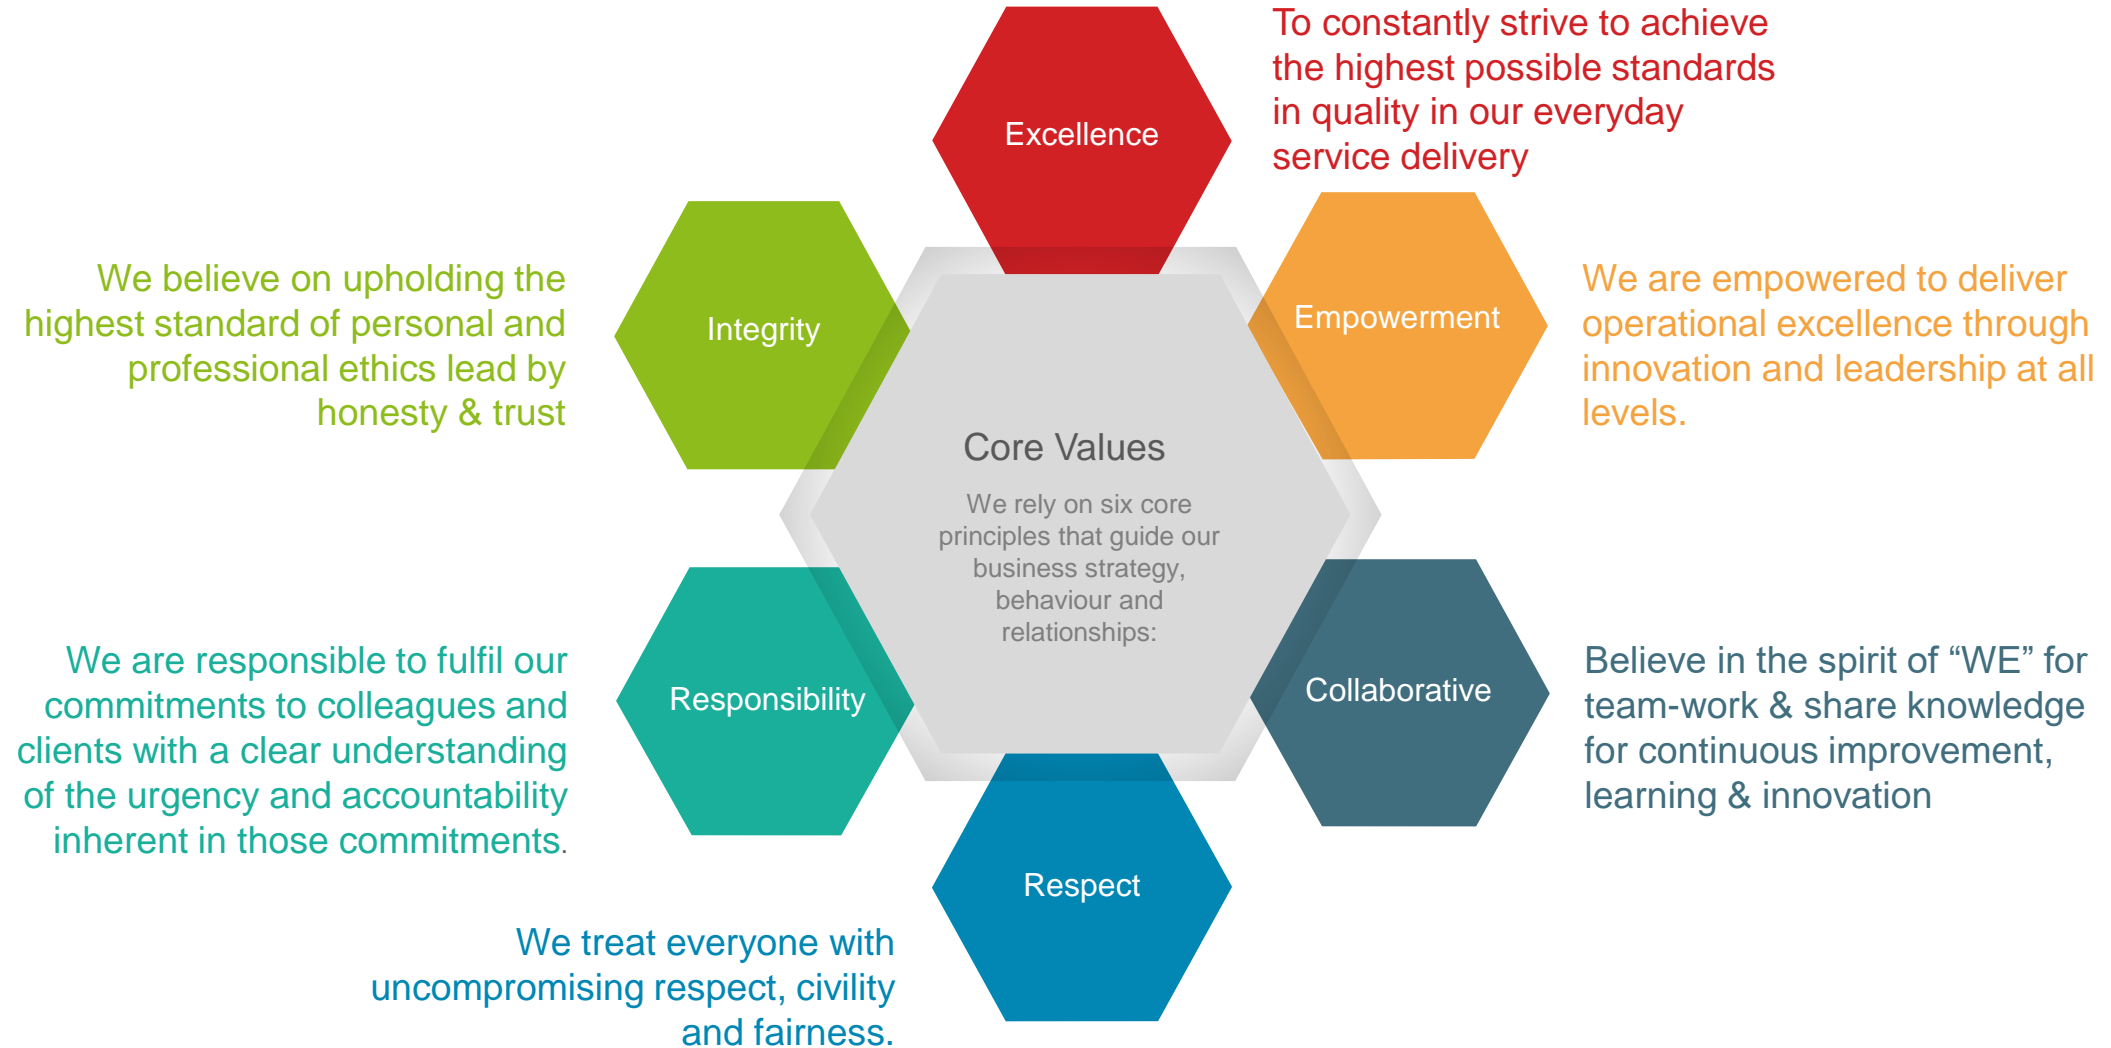 Excellence
To constantly strive to achieve
the highest possible standards
in quality in our everyday
service delivery
Integrity
We believe on upholding the
highest standard of personal and
professional ethics lead by
honesty & trust
Empowerment
We are empowered to deliver
operational excellence through
innovation and leadership at all
levels.
Core Values
We rely on six core
principles that guide our
business strategy,
behaviour and
relationships:
Responsibility
We are responsible to fulfil our
commitments to colleagues and
clients with a clear understanding
of the urgency and accountability
inherent in those commitments.
Collaborative
Believe in the spirit of “WE” for
team-work & share knowledge
for continuous improvement,
learning & innovation
Respect
We treat everyone with
uncompromising respect, civility
and fairness.